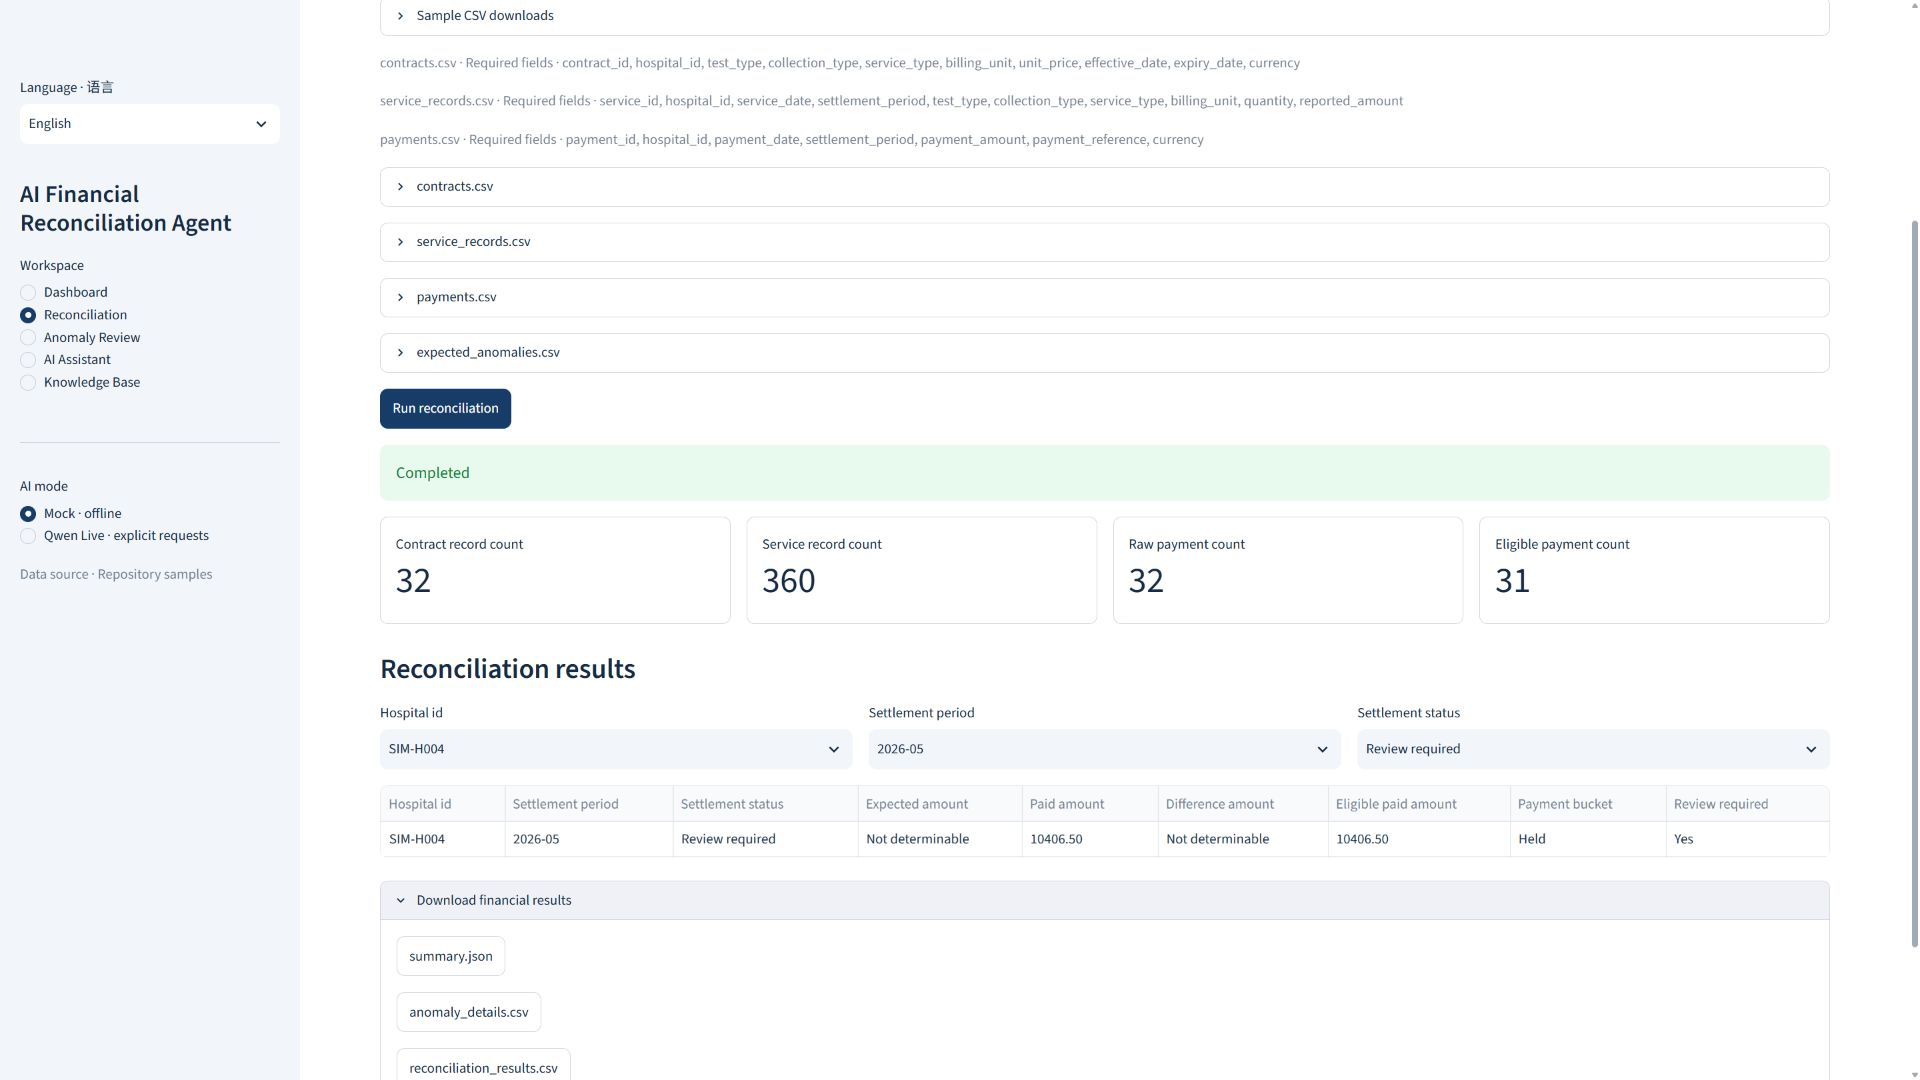 Language · 语言
English
AI Financial
Reconciliation Agent
Workspace
Dashboard
Reconciliation
Anomaly Review
AI Assistant
Knowledge Base
AI mode
Mock · offline
Qwen Live · explicit requests
Data source · Repository samples
Sample CSV downloads
contracts.csv · Required fields · contract_id, hospital_id, test_type, collection_type, service_type, billing_unit, unit_price, effective_date, expiry_date, currency
service_records.csv · Required fields · service_id, hospital_id, service_date, settlement_period, test_type, collection_type, service_type, billing_unit, quantity, reported_amount
payments.csv · Required fields · payment_id, hospital_id, payment_date, settlement_period, payment_amount, payment_reference, currency
contracts.csv
service_records.csv
payments.csv
expected_anomalies.csv
Run reconciliation
Completed
Contract record count Service record count Raw payment count Eligible payment count
32 360 32 31
Reconciliation results
Hospital id Settlement period Settlement status
SIM-H004 2026-05 Review required
Hospital id Settlement period Settlement status Expected amount Paid amount Difference amount Eligible paid amount Payment bucket Review required
SIM-H004 2026-05 Review required Not determinable 10406.50 Not determinable 10406.50 Held Yes
Download financial results
summary.json
anomaly_details.csv
reconciliation_results.csv